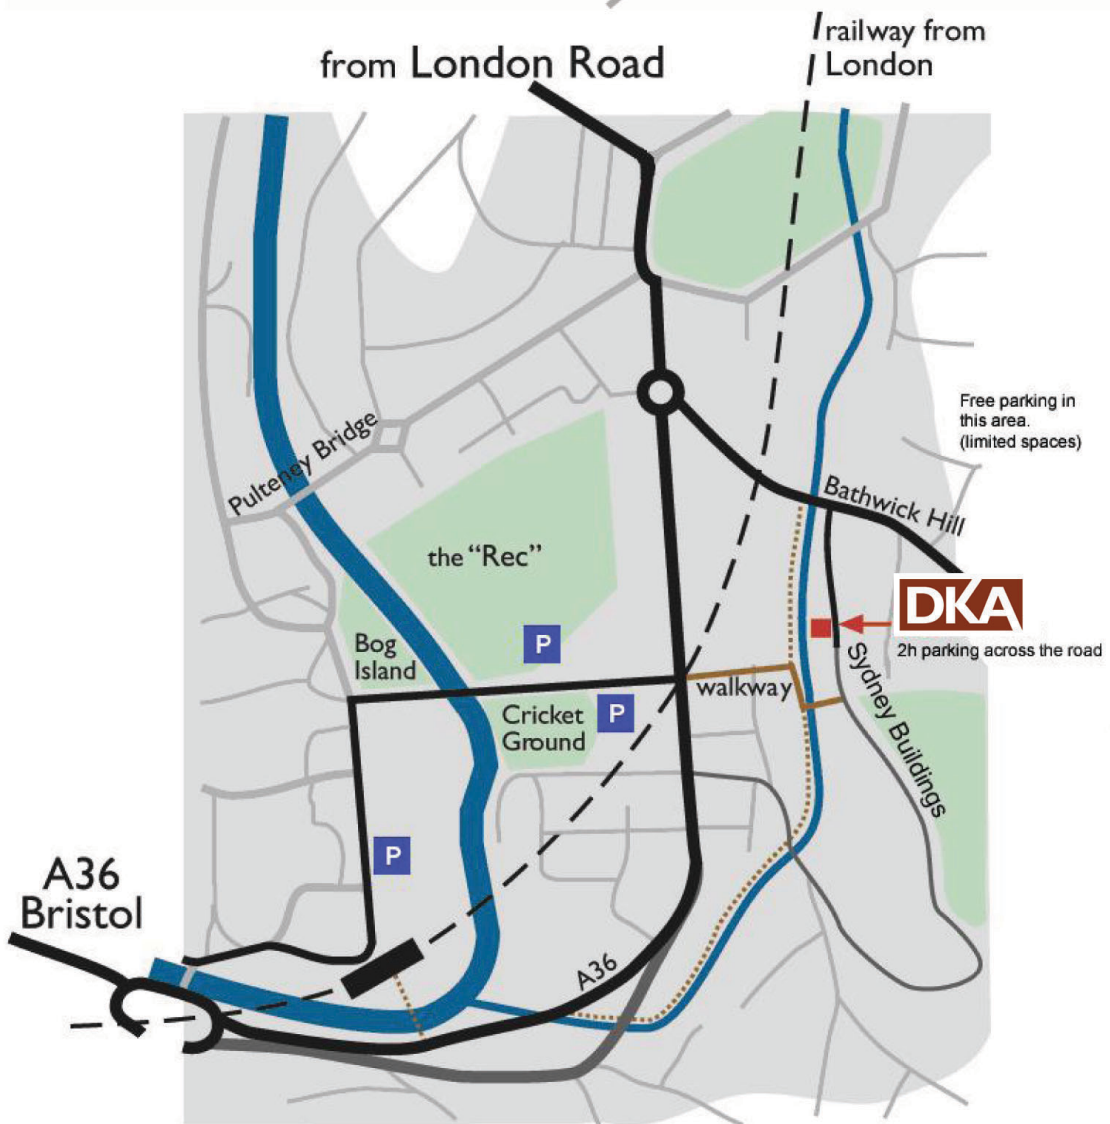 railway from
London
from London Road
Free parking in
this area.
(limited spaces)
Pulteney Bridge
Bathwick Hill
the “Rec”
DKA
2h parking across the road
P
Bog
Island
walkway
Sydney Buildings
Cricket
Ground
P
P
A36
Bristol
A36